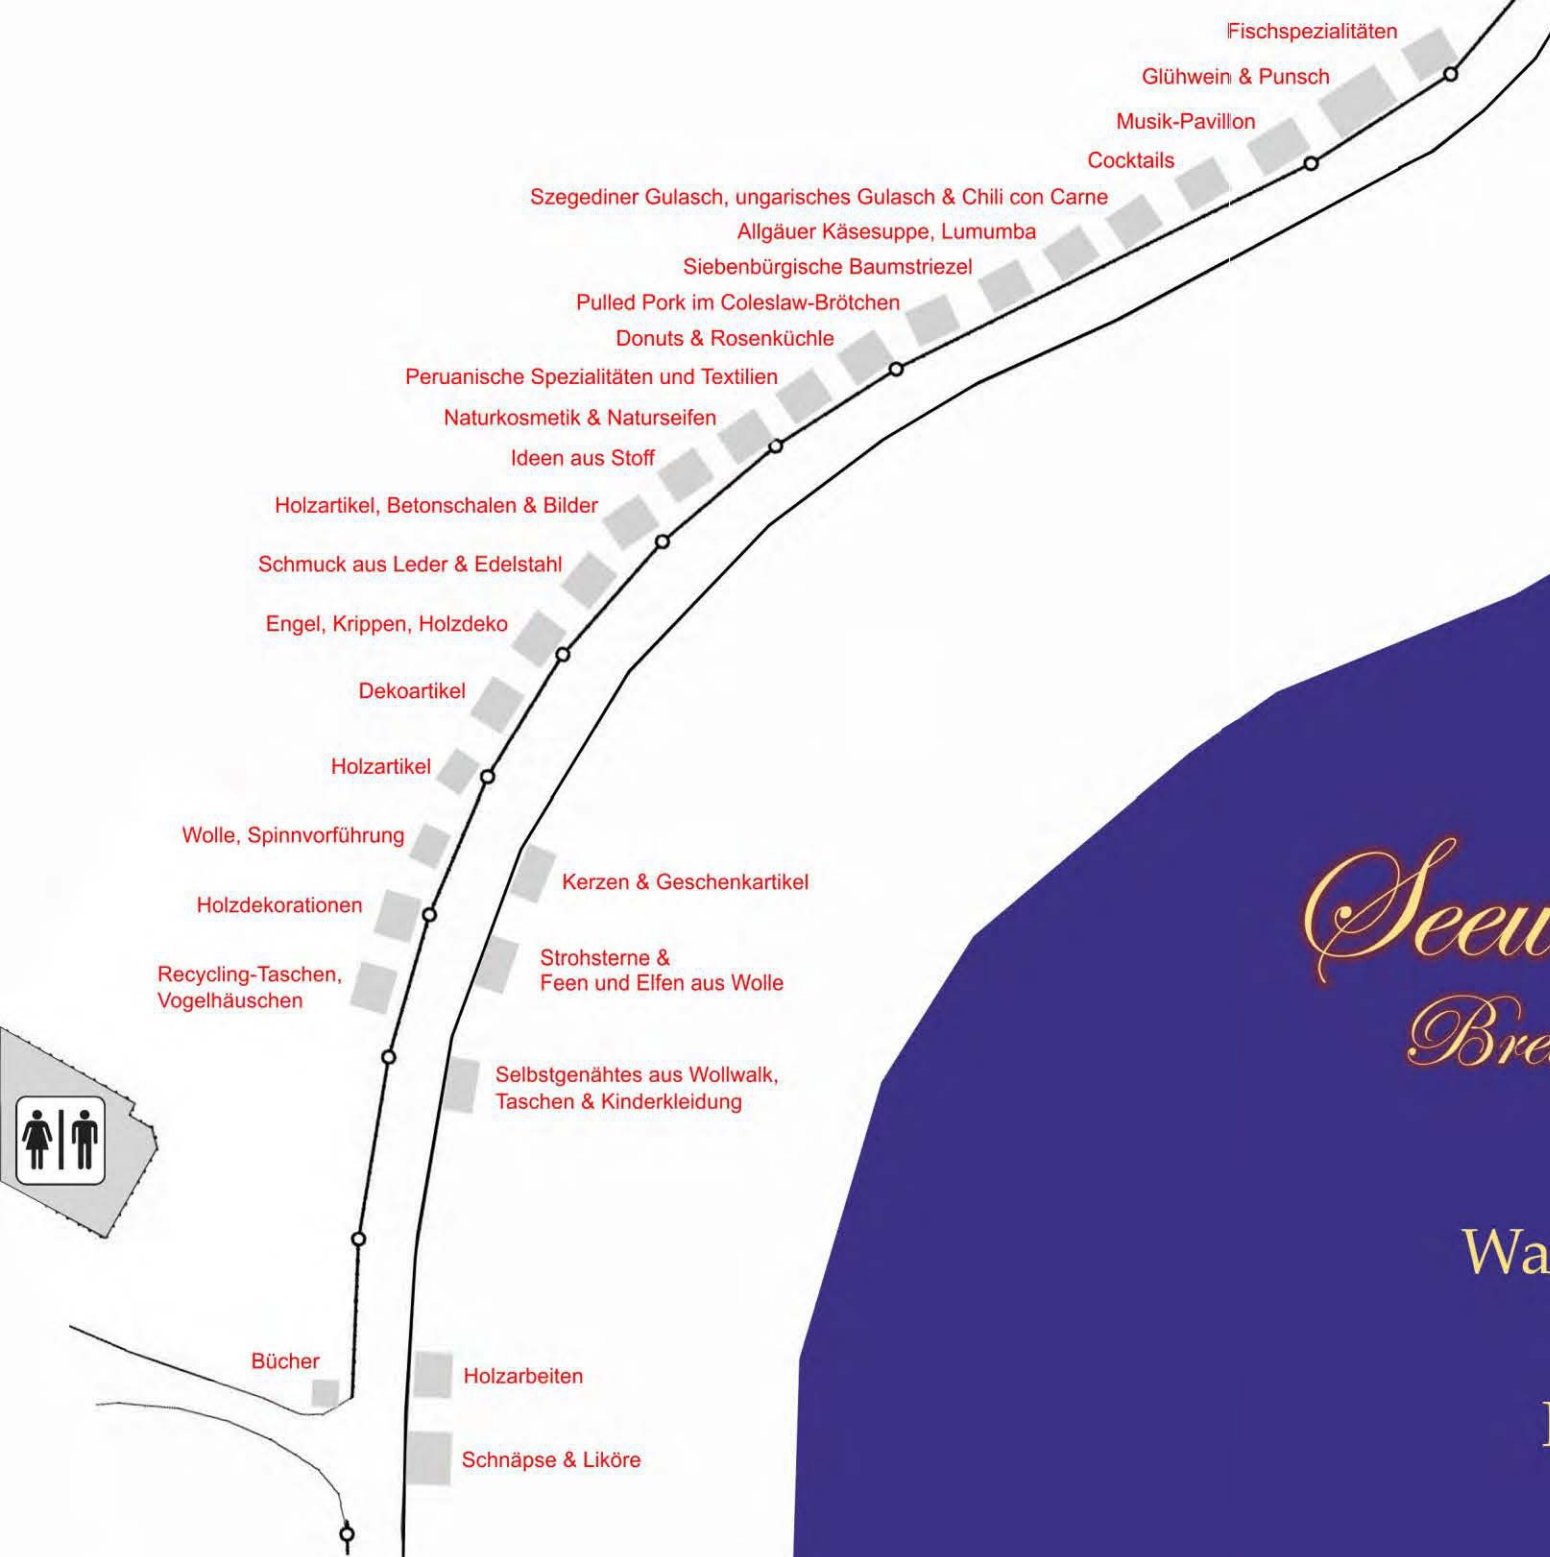 Fischspezialitäten
Glühwein & Punsch
Musik-Pavillon
Cocktails
Szegediner Gulasch, ungarisches Gulasch & Chili con Carne
Allgäuer Käsesuppe, Lumumba
Siebenbürgische Baumstriezel
Pulled Pork im Coleslaw-Brötchen
Donuts & Rosenküchle
Peruanische Spezialitäten und Textilien
Naturkosmetik & Naturseifen
Ideen aus Stoff
Holzartikel, Betonschalen & Bilder
Schmuck aus Leder & Edelstahl
Engel, Krippen, Holzdeko
Dekoartikel
Holzartikel
Wolle, Spinnvorführung
Holzdekorationen
Recycling-Taschen,
Vogelhäuschen
Kerzen & Geschenkartikel
Strohsterne &
Feen und Elfen aus Wolle
Selbstgenähtes aus Wollwalk,
Taschen & Kinderkleidung
Bücher
Holzarbeiten
Schnäpse & Liköre
Seew
Bre
Wa